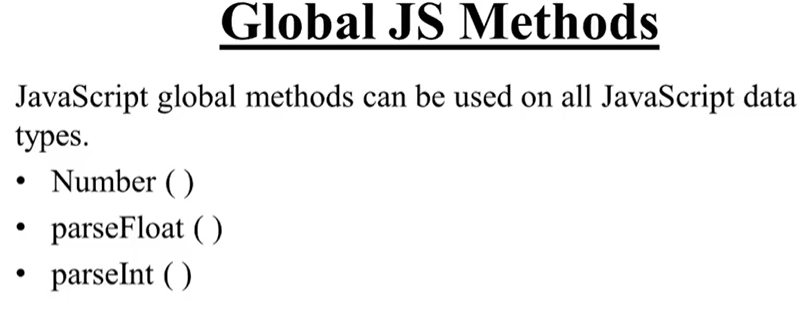 Global JS Methods
JavaScript global methods can be used on all JavaScript data
types.
• Number ( )
• parseFloat ( )
• parseInt ( )